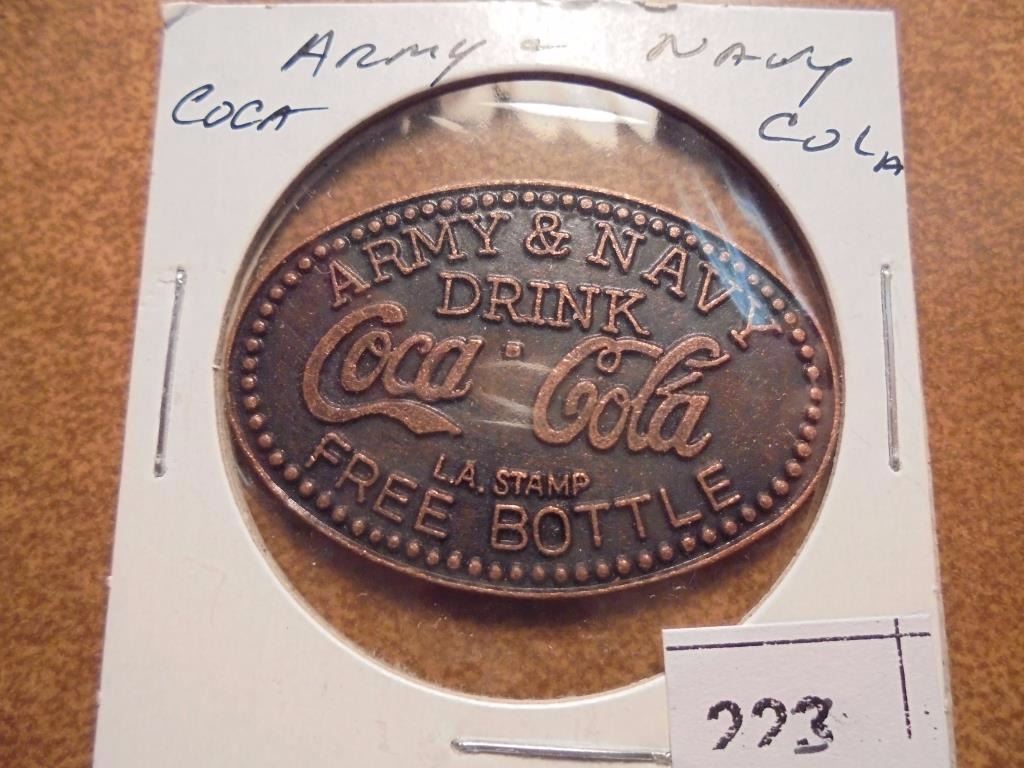 ARMY - NAVY
COCA COLA
ARMY & NAVY
DRINK
Coca·Cola
L.A. STAMP
FREE BOTTLE
223